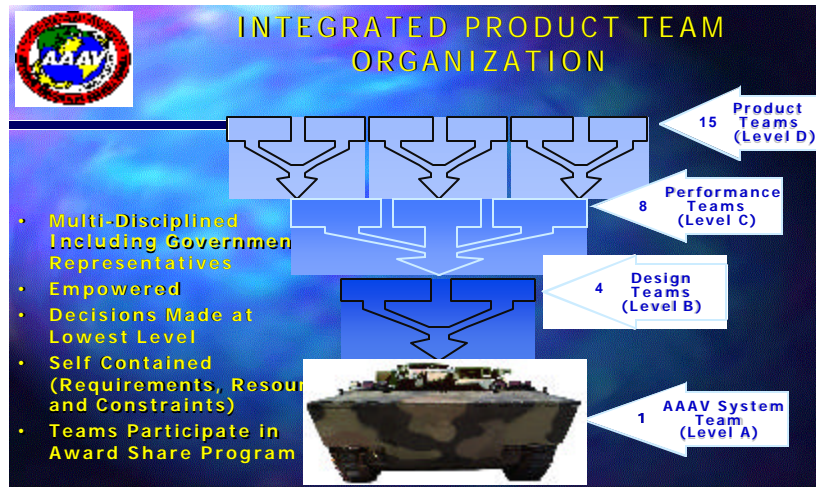 INTEGRATED PRODUCT TEAM
ORGANIZATION
AAAV
15 Product
Teams
(Level D)
8 Performance
Teams
(Level C)
4 Design
Teams
(Level B)
1 AAAV System
Team
(Level A)
• Multi-Disciplined
Including Governmen
Representatives
• Empowered
• Decisions Made at
Lowest Level
• Self Contained
(Requirements, Resour
and Constraints)
• Teams Participate in
Award Share Program